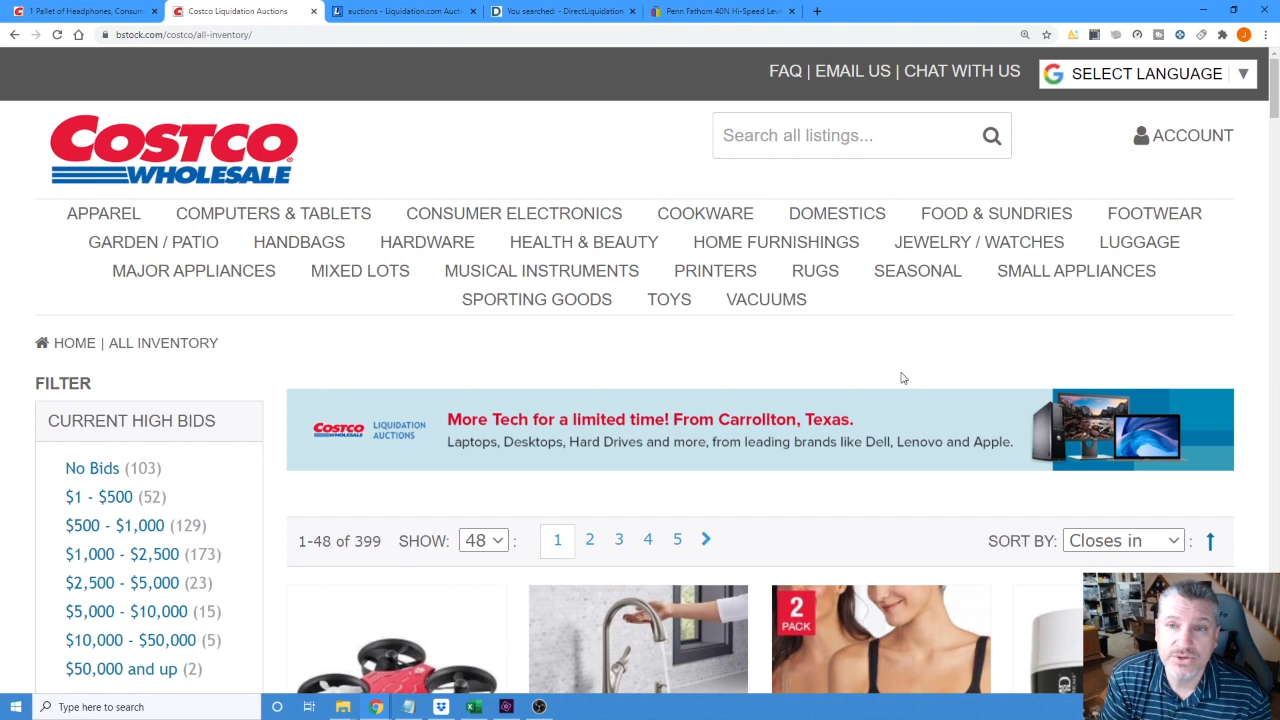 1 Pallet of Headphones, Consum
Costco Liquidation Auctions
auctions - Liquidation.com Auct
You searched: - DirectLiquidation
Penn Fathom 40N Hi-Speed Leve
bstock.com/costco/all-inventory/
J
FAQ | EMAIL US | CHAT WITH US
G SELECT LANGUAGE ▼
COSTCO
WHOLESALE
Search all listings...
ACCOUNT
APPAREL COMPUTERS & TABLETS CONSUMER ELECTRONICS COOKWARE DOMESTICS FOOD & SUNDRIES FOOTWEAR
GARDEN / PATIO HANDBAGS HARDWARE HEALTH & BEAUTY HOME FURNISHINGS JEWELRY / WATCHES LUGGAGE
MAJOR APPLIANCES MIXED LOTS MUSICAL INSTRUMENTS PRINTERS RUGS SEASONAL SMALL APPLIANCES
SPORTING GOODS TOYS VACUUMS
HOME | ALL INVENTORY
FILTER
CURRENT HIGH BIDS
No Bids (103)
$1 - $500 (52)
$500 - $1,000 (129)
$1,000 - $2,500 (173)
$2,500 - $5,000 (23)
$5,000 - $10,000 (15)
$10,000 - $50,000 (5)
$50,000 and up (2)
COSTCO WHOLESALE
LIQUIDATION AUCTIONS
More Tech for a limited time! From Carrollton, Texas.
Laptops, Desktops, Hard Drives and more, from leading brands like Dell, Lenovo and Apple.
1-48 of 399 SHOW: 48 : 1 2 3 4 5 SORT BY: Closes in :
2 PACK
Type here to search